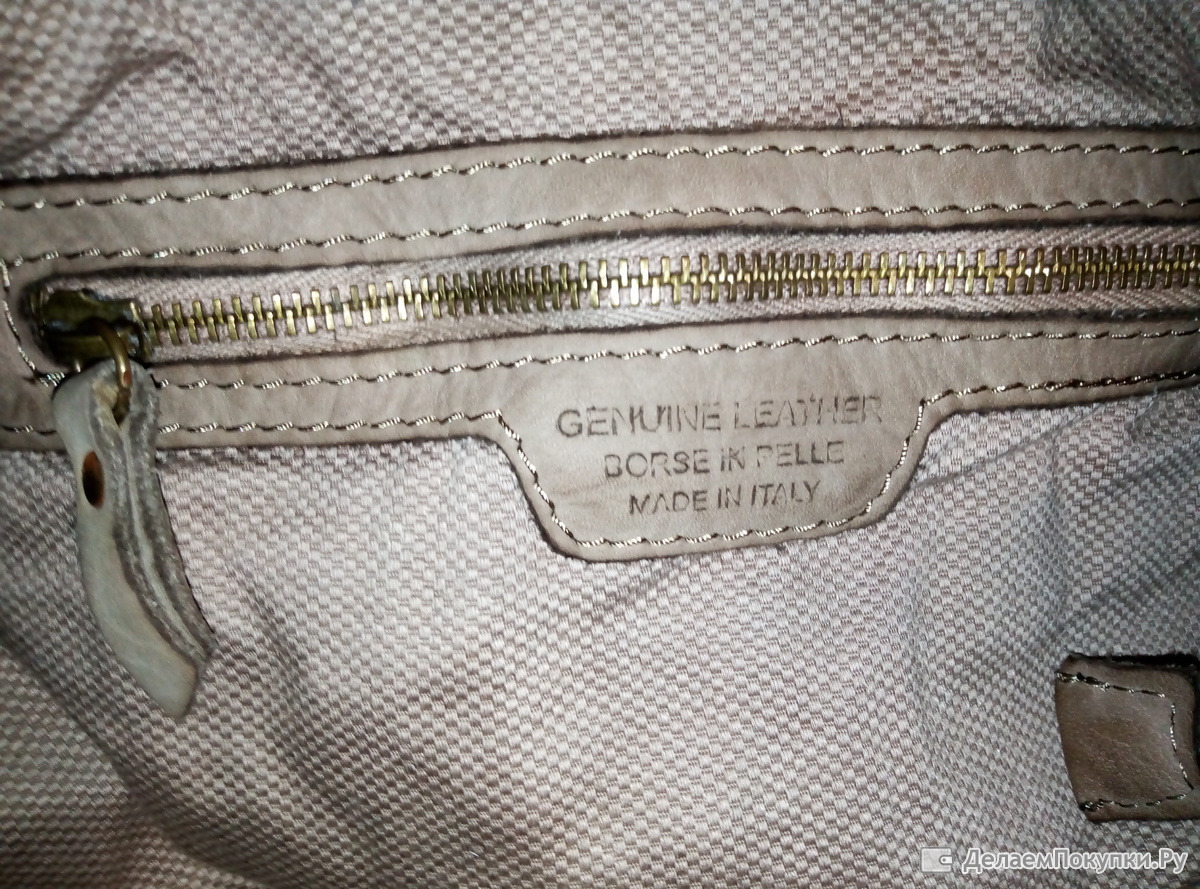 GENUINE LEATHER
BORSE IN PELLE
MADE IN ITALY
ДелаемПокупки.Ру